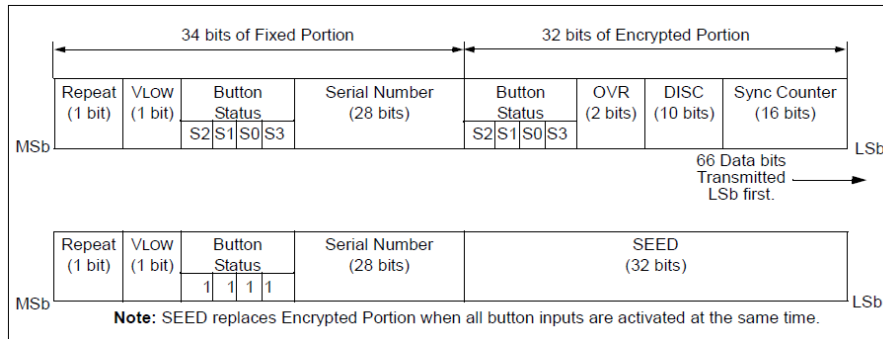 34 bits of Fixed Portion 32 bits of Encrypted Portion
Repeat VLOW Button Serial Number Button OVR DISC Sync Counter
(1 bit) (1 bit) Status (28 bits) Status (2 bits) (10 bits) (16 bits)
S2 S1 S0 S3 S2 S1 S0 S3
MSb LSb
66 Data bits
Transmitted
LSb first.
Repeat VLOW Button Serial Number SEED
(1 bit) (1 bit) Status (28 bits) (32 bits)
1 1 1 1
MSb LSb
Note: SEED replaces Encrypted Portion when all button inputs are activated at the same time.